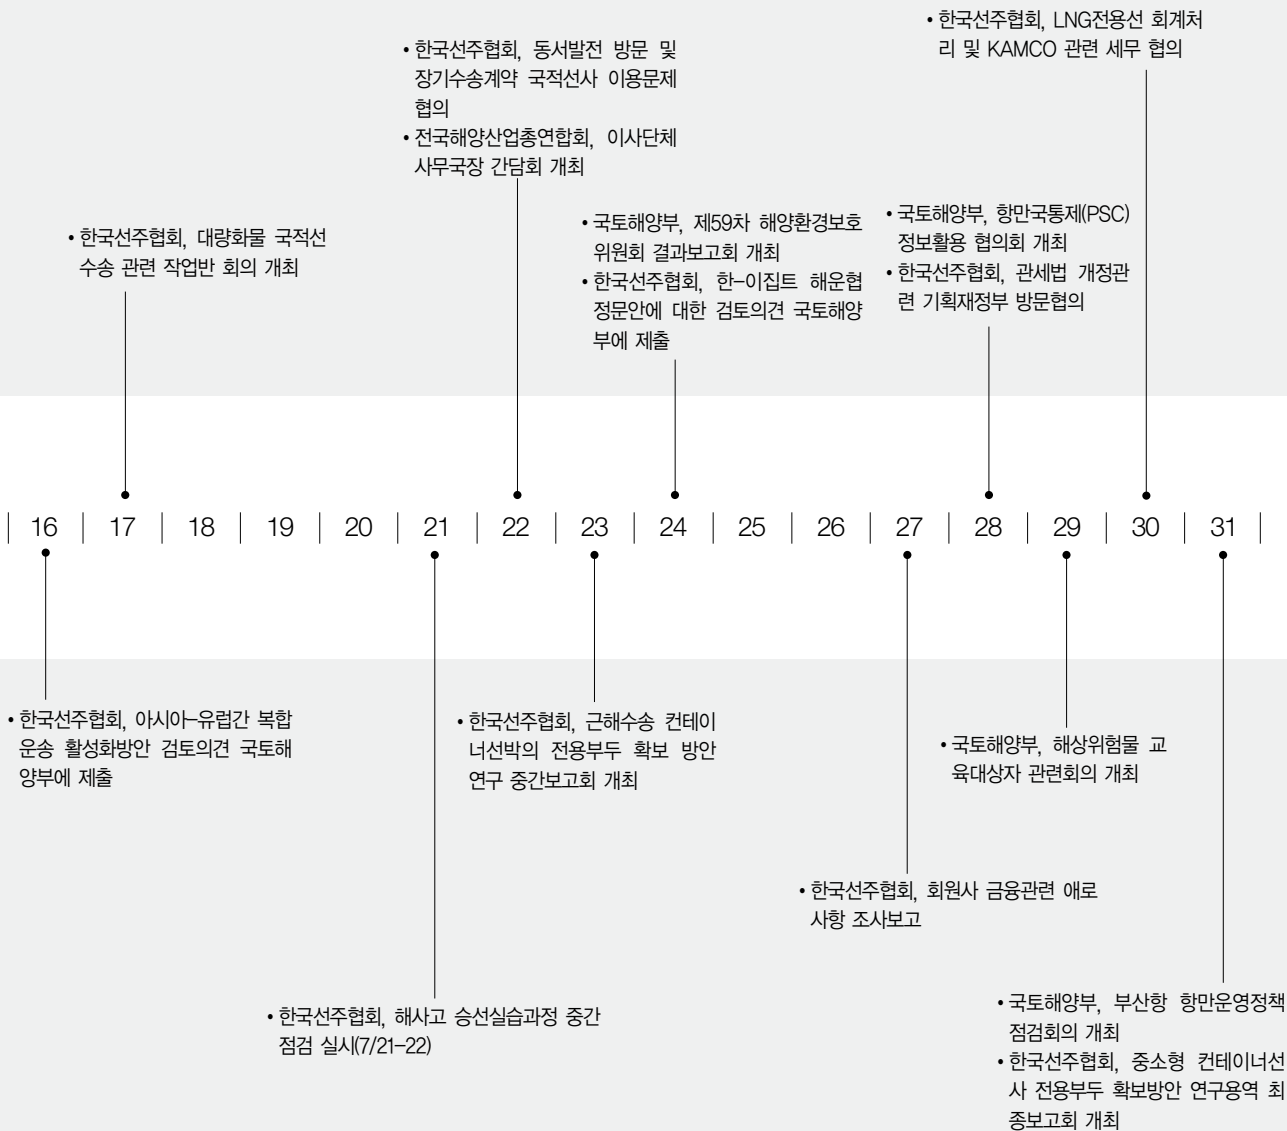 • 한국선주협회, LNG전용선 회계처
리 및 KAMCO 관련 세무 협의
• 한국선주협회, 동서발전 방문 및
장기수송계약 국적선사 이용문제
협의
• 전국해양산업총연합회, 이사단체
사무국장 간담회 개최
• 한국선주협회, 대량화물 국적선
수송 관련 작업반 회의 개최
• 국토해양부, 제59차 해양환경보호
위원회 결과보고회 개최
• 한국선주협회, 한-이집트 해운협
정문안에 대한 검토의견 국토해양
부에 제출
• 국토해양부, 항만국통제(PSC)
정보활용 협의회 개최
• 한국선주협회, 관세법 개정관
련 기획재정부 방문협의
16 17 18 19 20 21 22 23 24 25 26 27 28 29 30 31
• 한국선주협회, 아시아-유럽간 복합
운송 활성화방안 검토의견 국토해
양부에 제출
• 한국선주협회, 근해수송 컨테이
너선박의 전용부두 확보 방안
연구 중간보고회 개최
• 국토해양부, 해상위험물 교
육대상자 관련회의 개최
• 한국선주협회, 회원사 금융관련 애로
사항 조사보고
• 한국선주협회, 해사고 승선실습과정 중간
점검 실시(7/21-22)
• 국토해양부, 부산항 항만운영정책
점검회의 개최
• 한국선주협회, 중소형 컨테이너선
사 전용부두 확보방안 연구용역 최
종보고회 개최